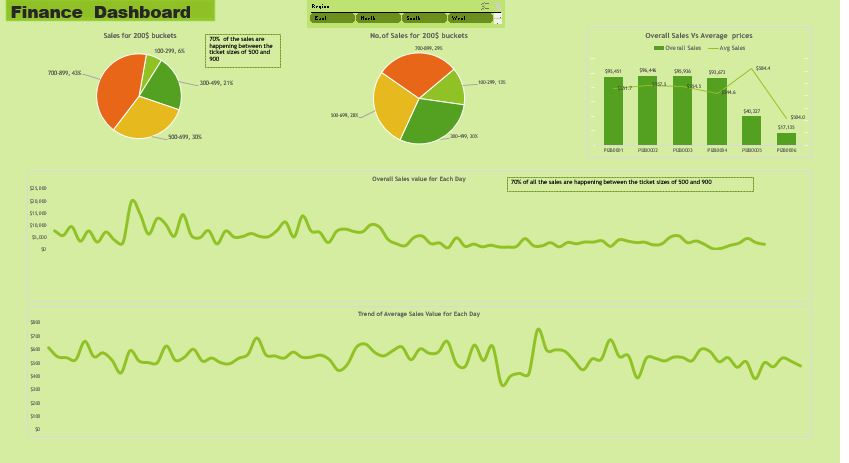 Finance Dashboard
Region
East North South West
Sales for 200$ buckets
70% of the sales are
happening between the
ticket sizes of 500 and
900
100-299, 6%
700-899, 43%
300-499, 21%
500-699, 30%
No.of Sales for 200$ buckets
700-899, 29%
100-299, 13%
300-499, 30%
500-699, 28%
Overall Sales Vs Average prices
Overall Sales Avg Sales
$95,451 $96,446 $95,936 $93,673 $584.4
$40,327
$17,135
PUB0001 PUB0002 PUB0003 PUB0004 PUB0005 PUB0006
Overall Sales value for Each Day
70% of all the sales are happening between the ticket sizes of 500 and 900
$25,000
$20,000
$15,000
$10,000
$5,000
$0
Trend of Average Sales Value for Each Day
$800
$700
$600
$500
$400
$300
$200
$100
$0